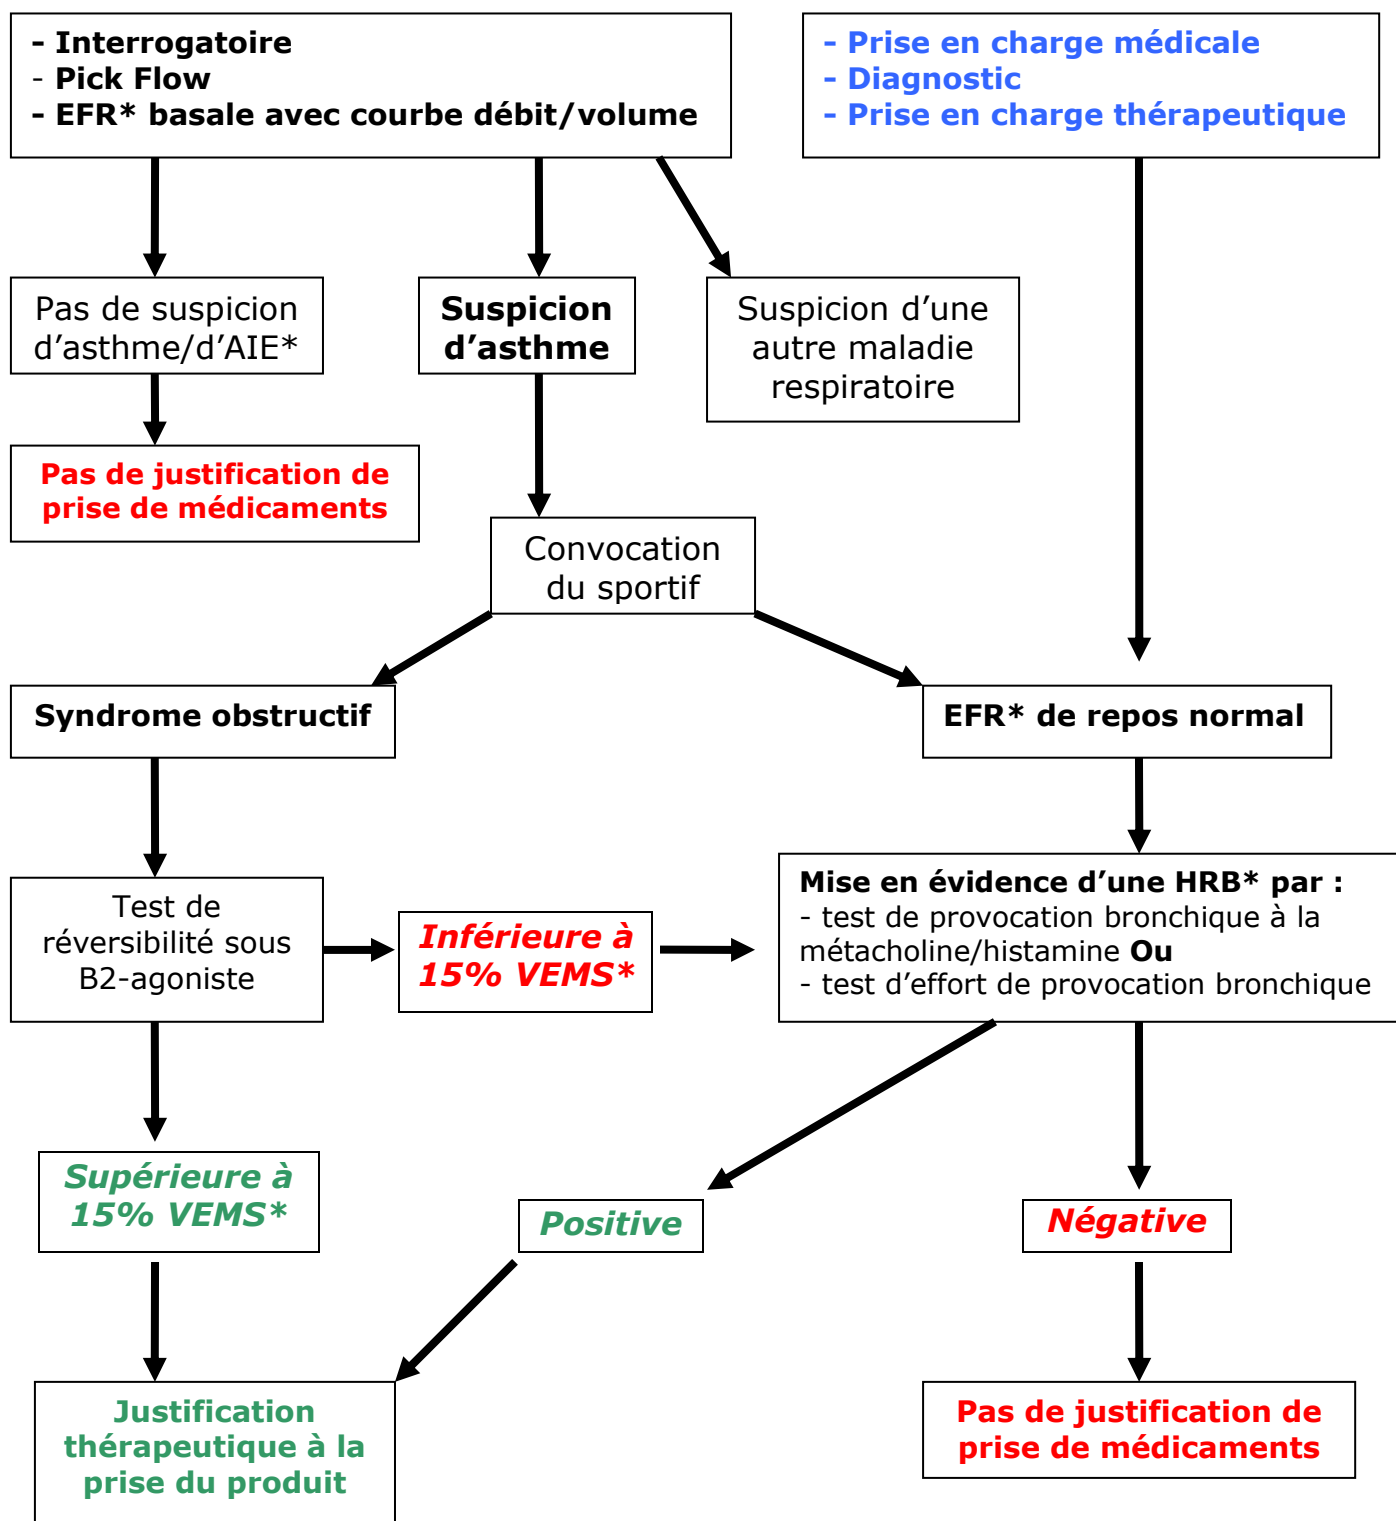 - Interrogatoire
- Pick Flow
- EFR* basale avec courbe débit/volume
- Prise en charge médicale
- Diagnostic
- Prise en charge thérapeutique
Pas de suspicion
d’asthme/d’AIE*
Suspicion
d’asthme
Suspicion d’une
autre maladie
respiratoire
Pas de justification de
prise de médicaments
Convocation
du sportif
Syndrome obstructif
EFR* de repos normal
Test de
réversibilité sous
B2-agoniste
Inférieure à
15% VEMS*
Mise en évidence d’une HRB* par :
- test de provocation bronchique à la
métacholine/histamine Ou
- test d’effort de provocation bronchique
Supérieure à
15% VEMS*
Positive
Négative
Justification
thérapeutique à la
prise du produit
Pas de justification de
prise de médicaments